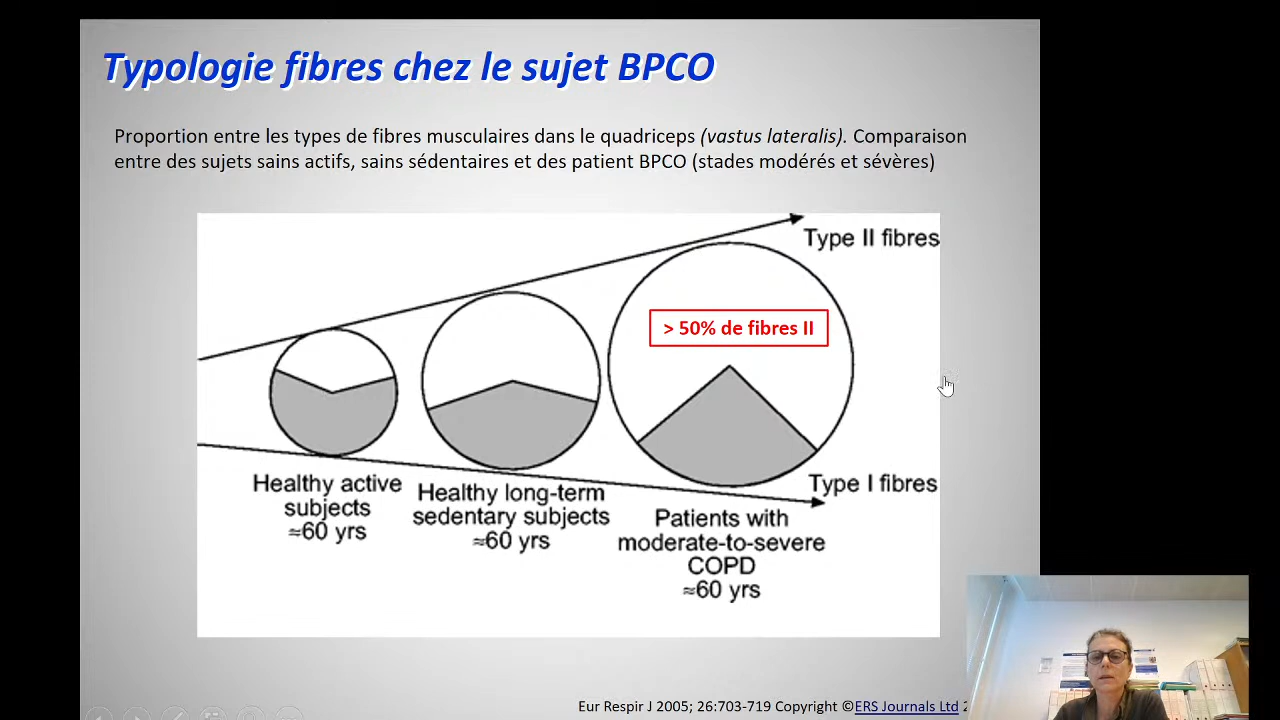 Typologie fibres chez le sujet BPCO
Proportion entre les types de fibres musculaires dans le quadriceps (vastus lateralis). Comparaison
entre des sujets sains actifs, sains sédentaires et des patient BPCO (stades modérés et sévères)
Type II fibres
> 50% de fibres II
Type I fibres
Healthy active
subjects
≈60 yrs
Healthy long-term
sedentary subjects
≈60 yrs
Patients with
moderate-to-severe
COPD
≈60 yrs
Eur Respir J 2005; 26:703-719 Copyright ©ERS Journals Ltd